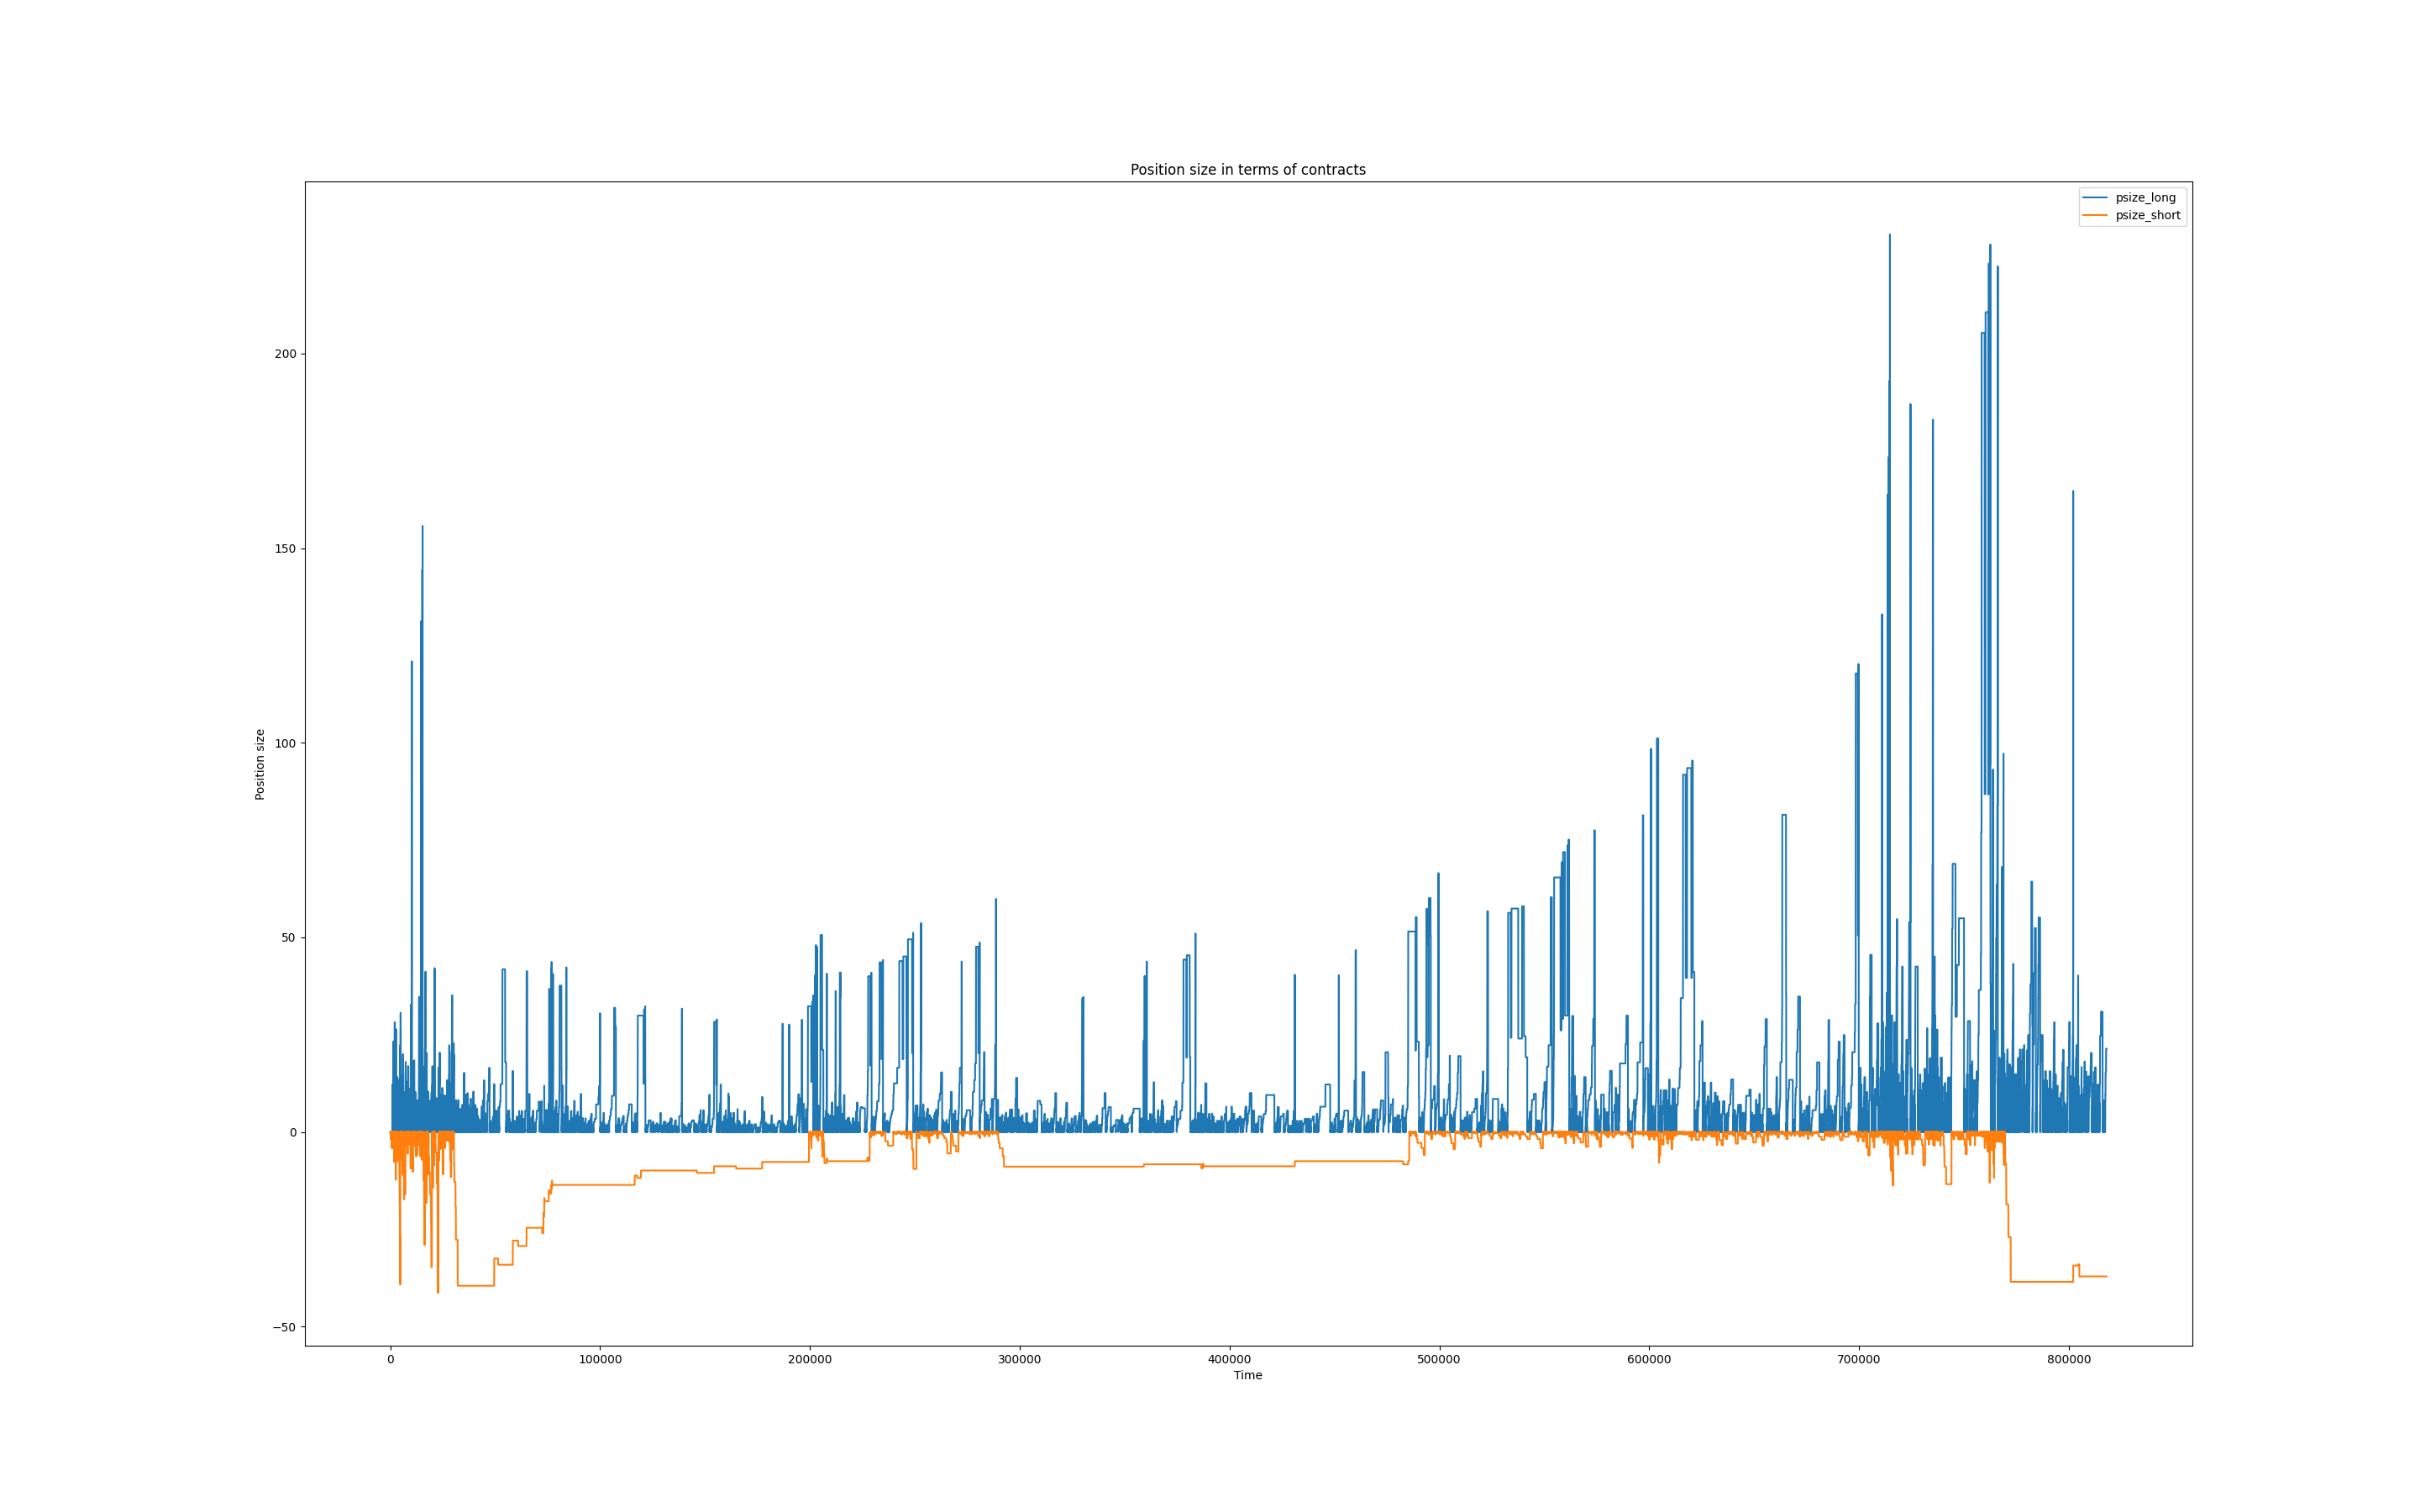 Position size in terms of contracts
psize_long
psize_short
Position size
200
150
100
50
0
−50
0 100000 200000 300000 400000 500000 600000 700000 800000
Time